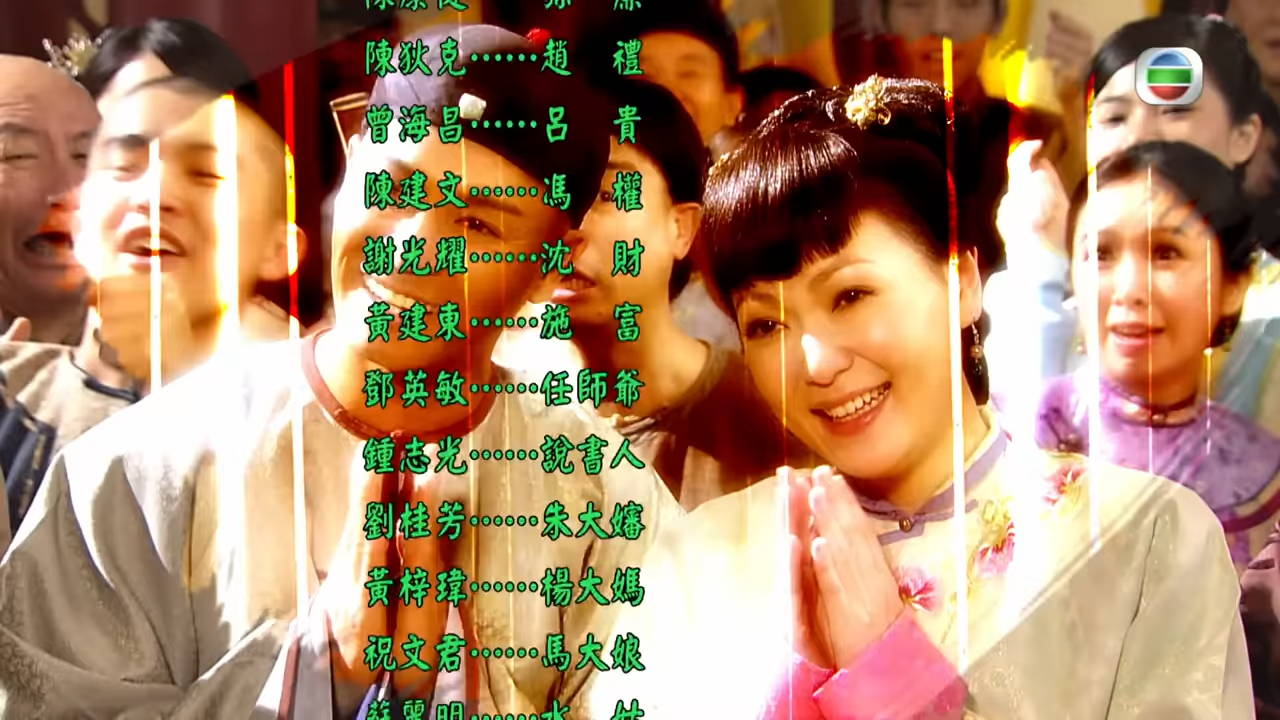 陳狄克……趙　禮
曾海昌……呂　貴
陳建文……馮　權
謝光耀……沈　財
黃建東……施　富
鄧英敏……任師爺
鍾志光……說書人
劉桂芳……朱大嬸
黃梓瑋……楊大媽
祝文君……馬大娘